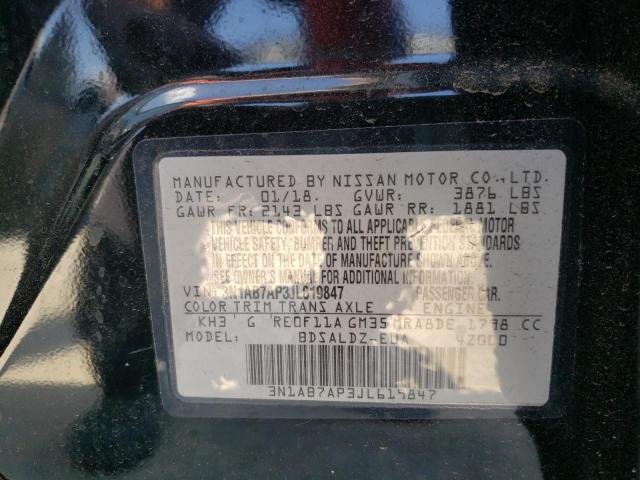 MANUFACTURED BY NISSAN MOTOR CO.,LTD.
DATE: 01/18. GVWR: 3876 LBS
GAWR FR: 2143 LBS GAWR RR: 1881 LBS
THIS VEHICLE CONFORMS TO ALL APPLICABLE FEDERAL MOTOR
VEHICLE SAFETY, BUMPER AND THEFT PREVENTION STANDARDS
IN EFFECT ON THE DATE OF MANUFACTURE SHOWN ABOVE.
SEE OWNER'S MANUAL FOR ADDITIONAL INFORMATION.
VIN: 3N1AB7AP3JL619847 PASSENGER CAR.
COLOR TRIM TRANS AXLE ENGINE
KH3 G RE0F11A GM35 MRA8DE 1798 CC
MODEL: BDSALDZ-EUA 42000
3N1AB7AP3JL619847